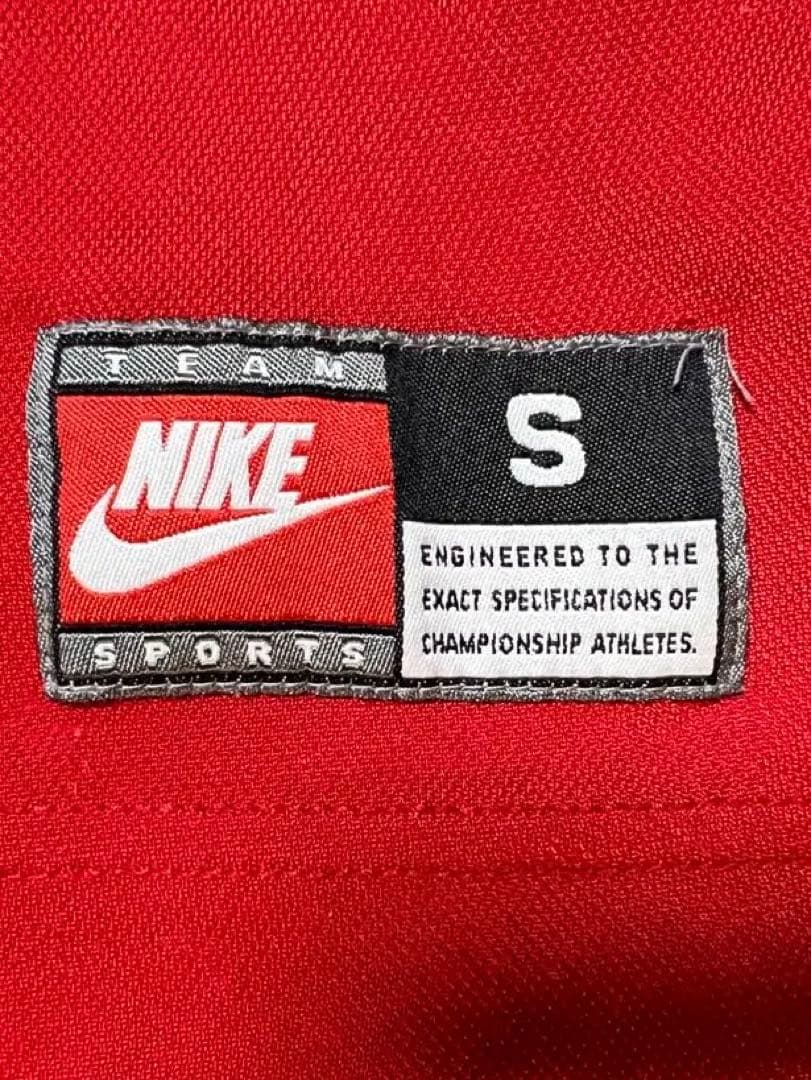 TEAM
NIKE
SPORTS
S
ENGINEERED TO THE
EXACT SPECIFICATIONS OF
CHAMPIONSHIP ATHLETES.